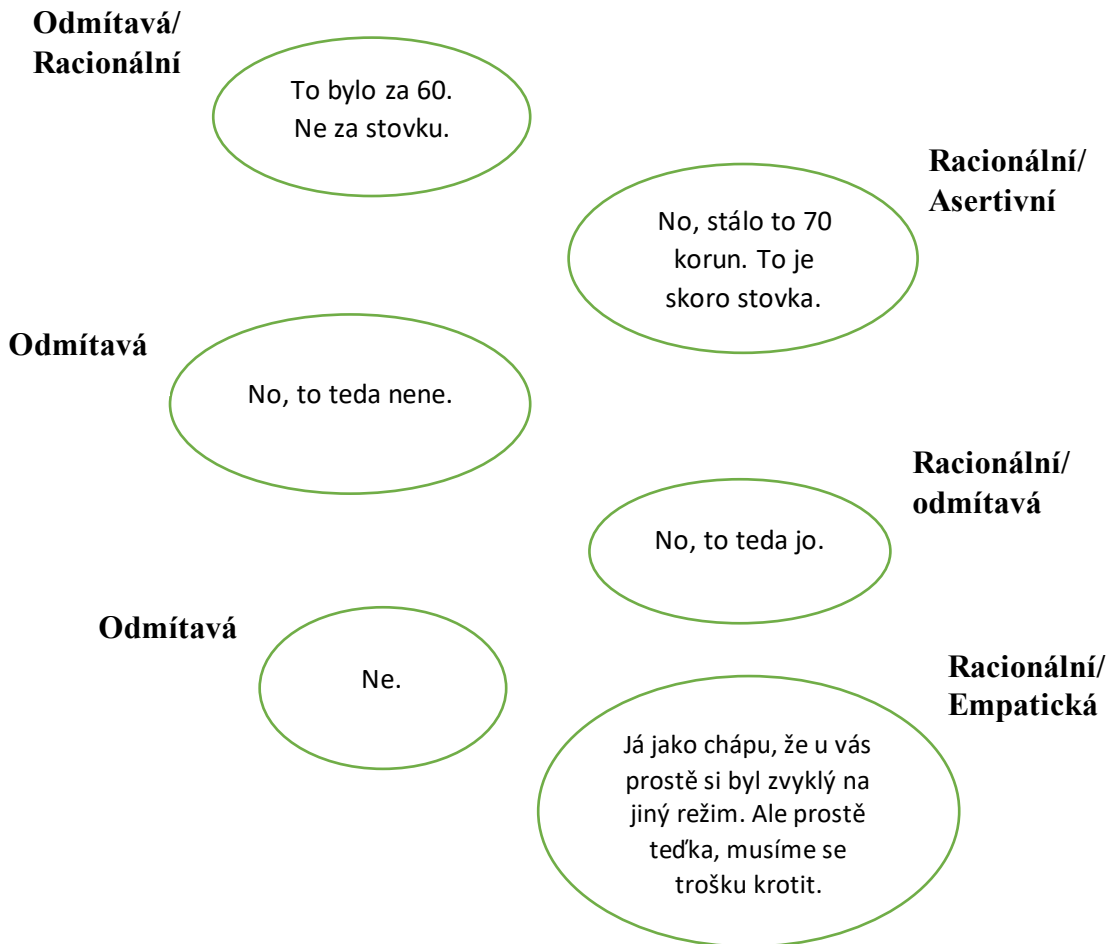 Odmítavá/
Racionální
To bylo za 60.
Ne za stovku.
Racionální/
Asertivní
No, stálo to 70
korun. To je
skoro stovka.
Odmítavá
No, to teda nene.
Racionální/
odmítavá
No, to teda jo.
Odmítavá
Ne.
Racionální/
Empatická
Já jako chápu, že u vás
prostě si byl zvyklý na
jiný režim. Ale prostě
teďka, musíme se
trošku krotit.